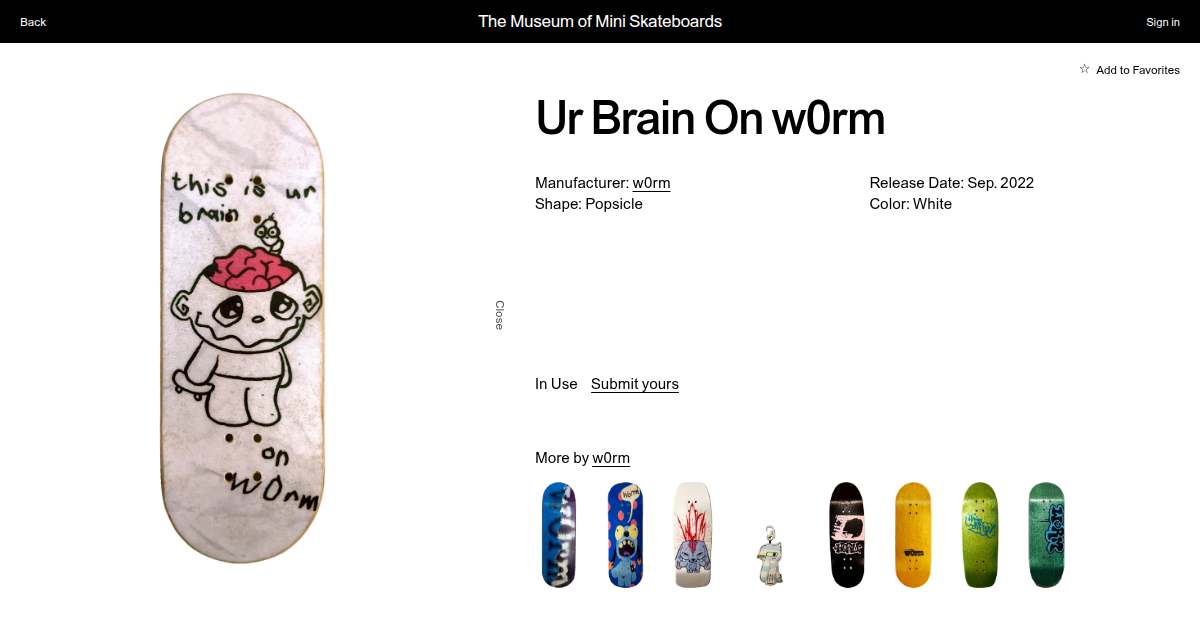 Back
The Museum of Mini Skateboards
Sign in
☆ Add to Favorites
this is ur
brain
on
w0rm
Close
Ur Brain On w0rm
Manufacturer: w0rm
Release Date: Sep. 2022
Shape: Popsicle
Color: White
In Use Submit yours
More by w0rm
w0rm